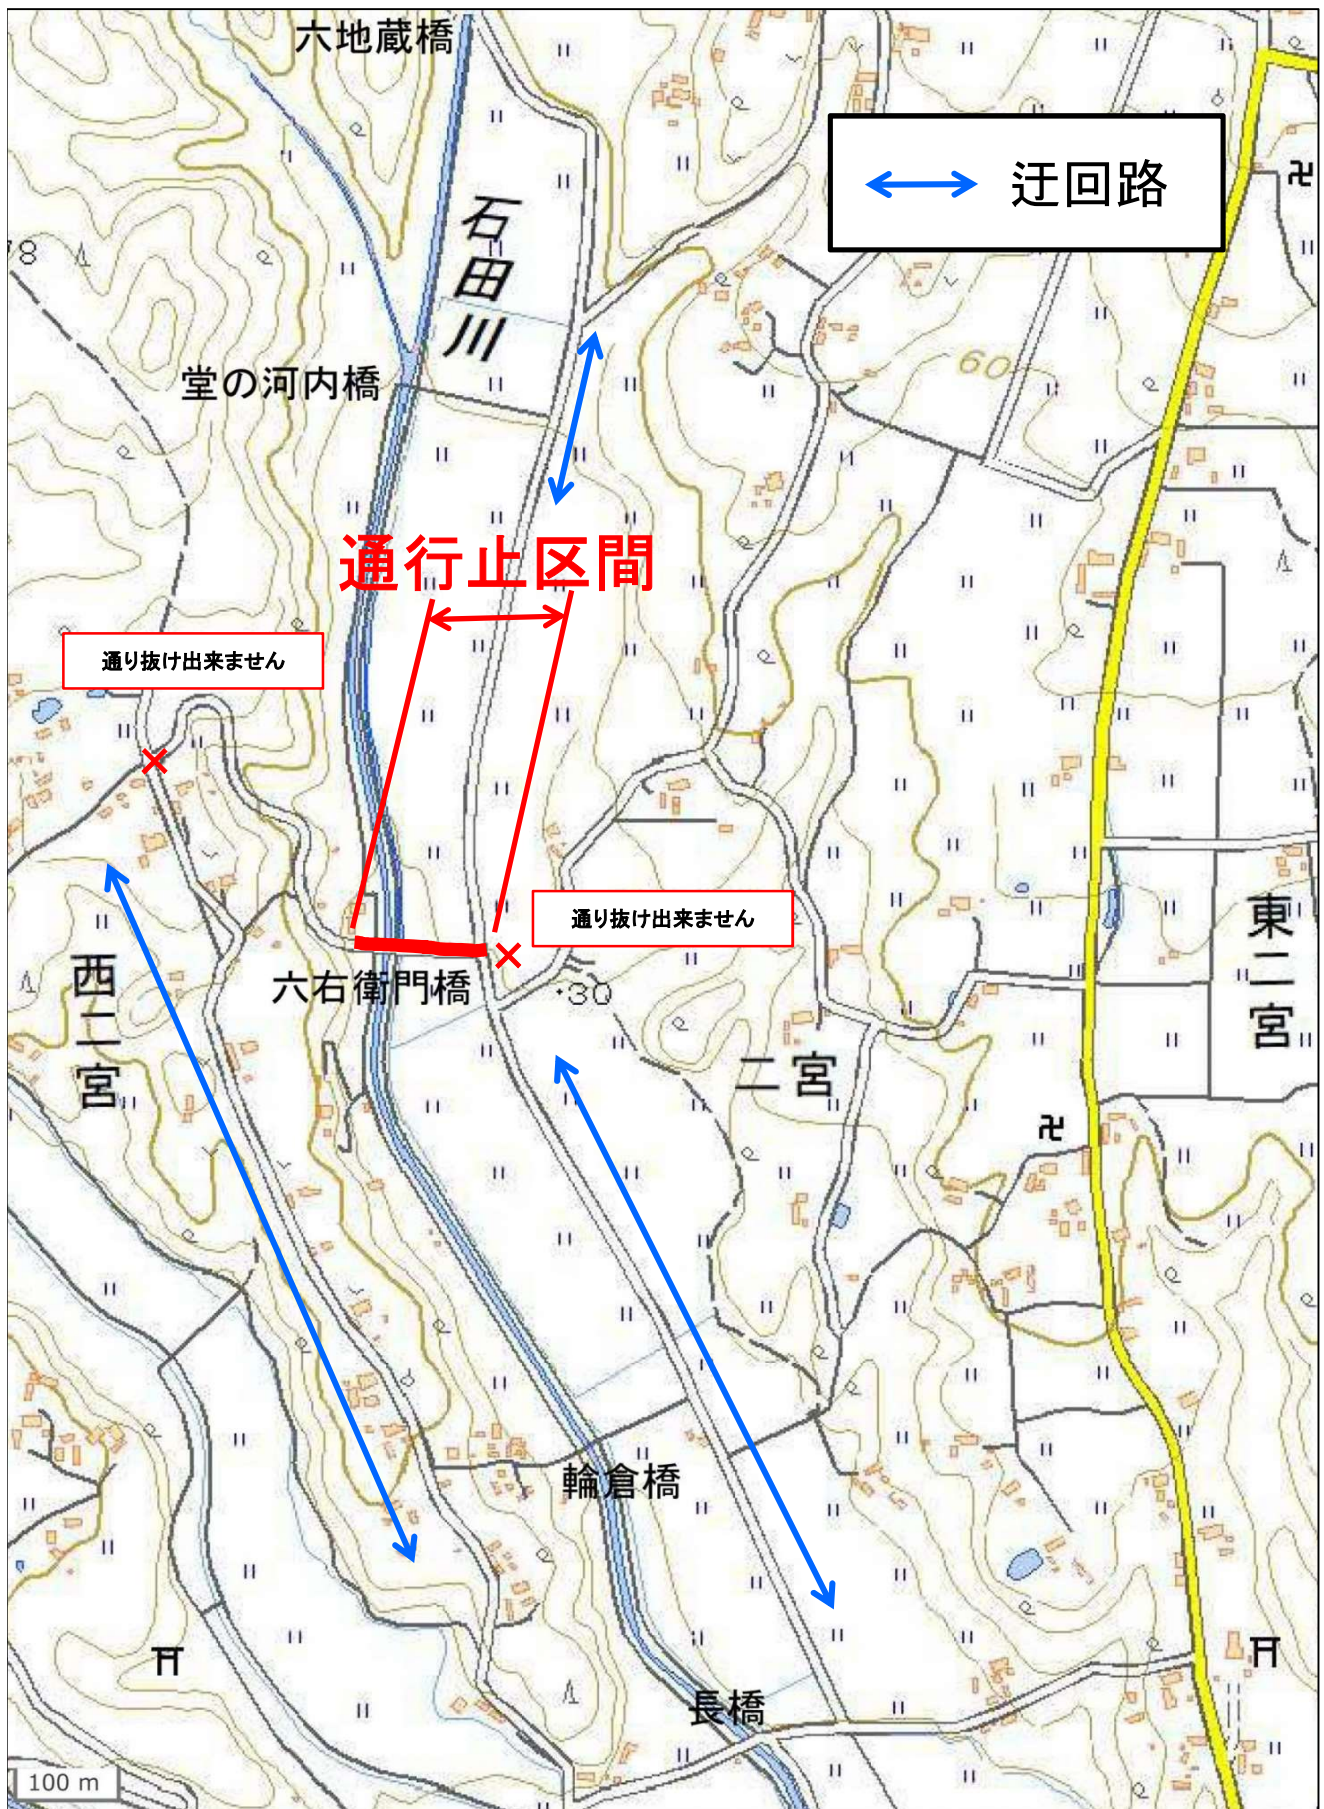 六地蔵橋
迂回路
石田川
78
堂の河内橋
60
通行止区間
通り抜け出来ません
通り抜け出来ません
東二宮
西二宮
六右衛門橋
・30
二宮
輪倉橋
長橋
100 m